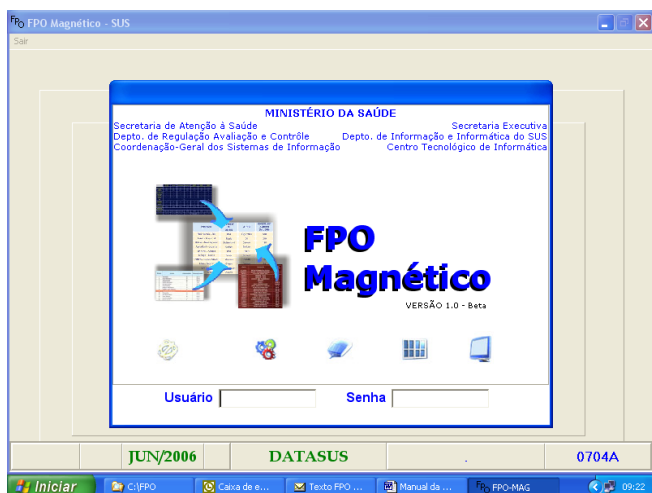 FPO FPO Magnético - SUS
Sair
MINISTÉRIO DA SAÚDE
Secretaria de Atenção à Saúde Secretaria Executiva
Depto. de Regulação Avaliação e Contrôle Depto. de Informação e Informática do SUS
Coordenação-Geral dos Sistemas de Informação Centro Tecnológico de Informática
FPO
Magnético
VERSÃO 1.0 - Beta
Usuário Senha
JUN/2006 DATASUS . 0704A
Iniciar C:\FPO Caixa de e... Texto FPO ... Manual da ... FPO FPO-MAG 09:22